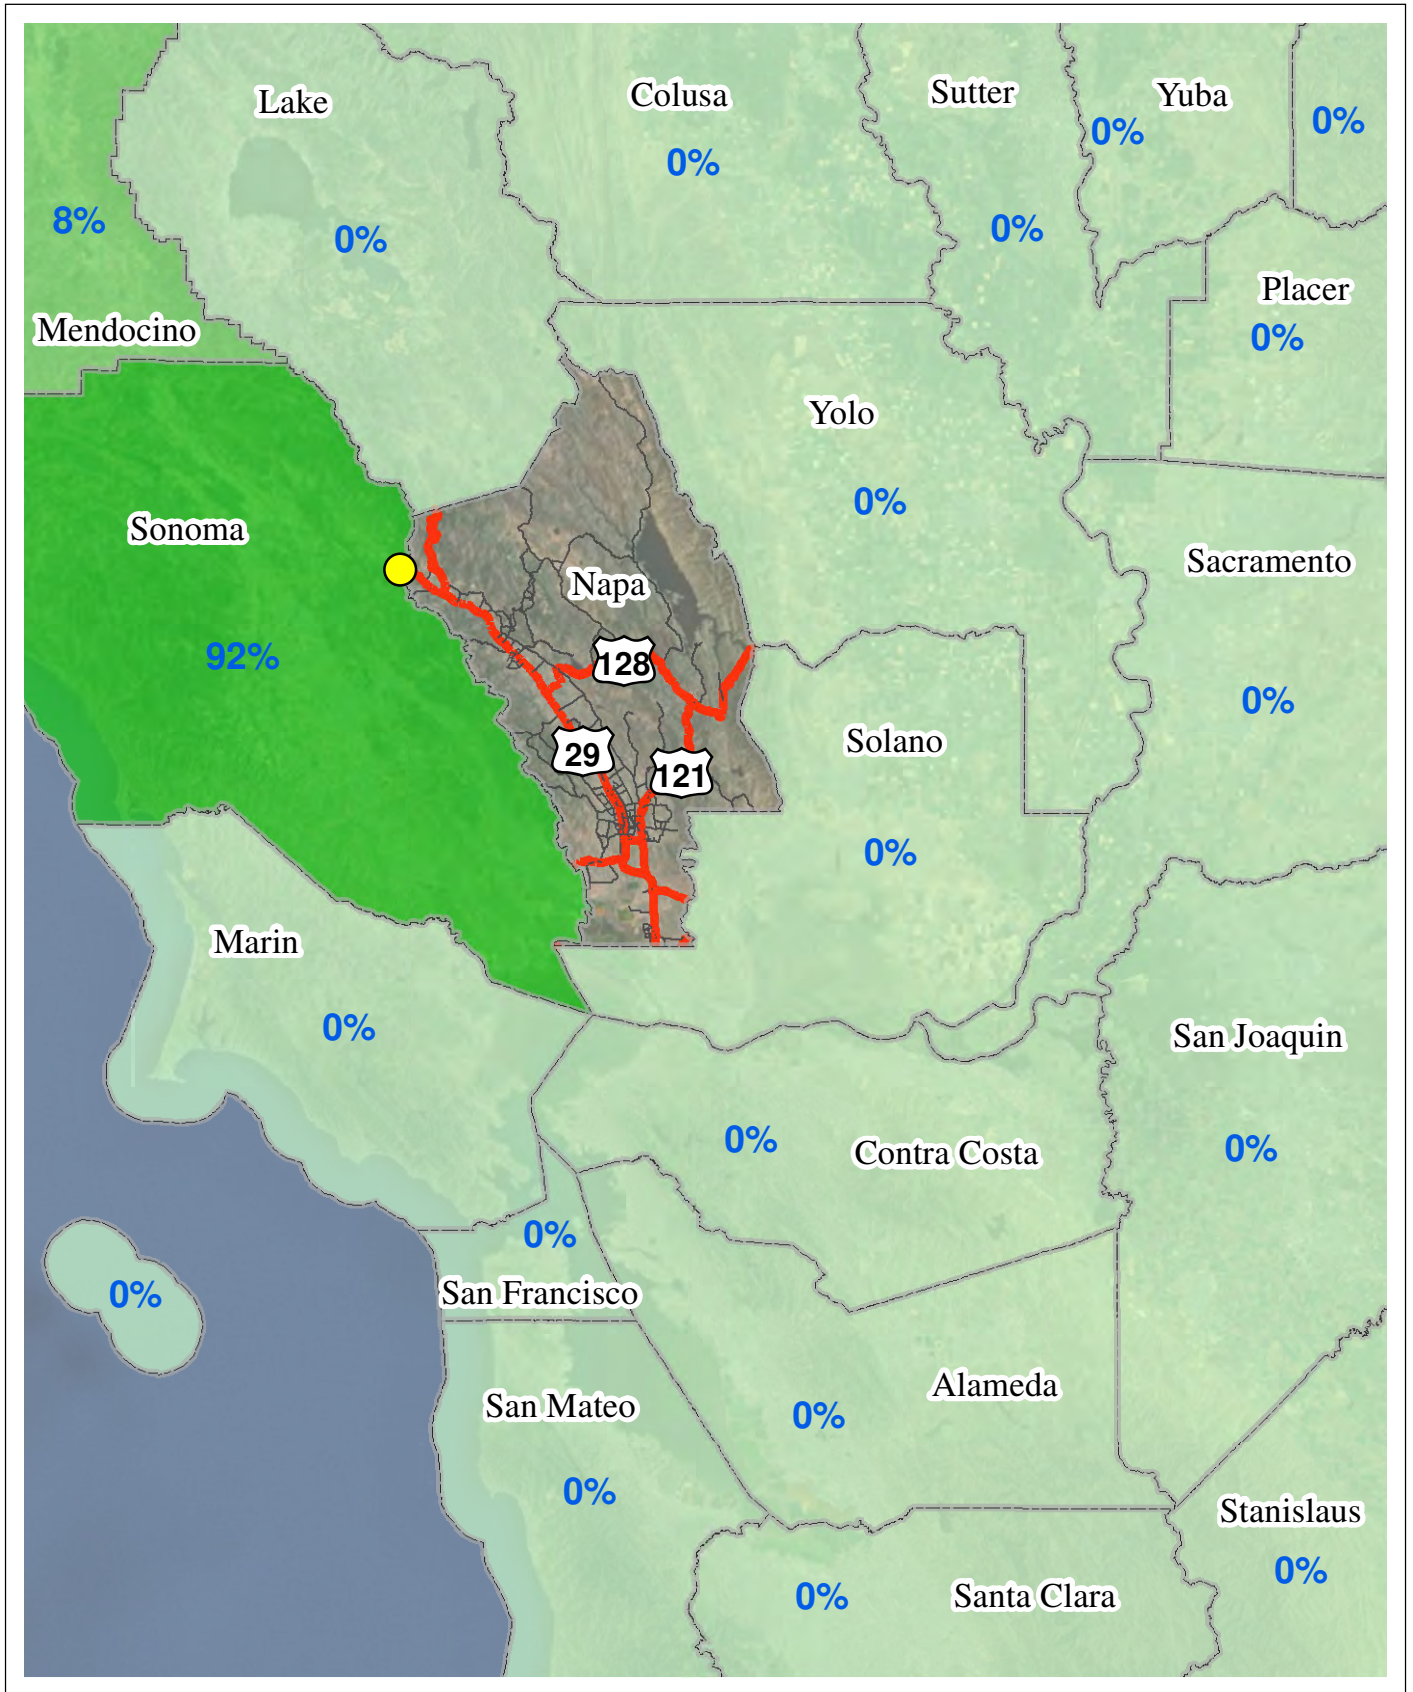 Lake
Colusa
Sutter
Yuba
0%
0%
0%
8%
0%
0%
Placer
0%
Mendocino
Yolo
0%
Sonoma
Sacramento
Napa
92%
128
0%
Solano
29
121
0%
Marin
0%
San Joaquin
0%
Contra Costa
0%
0%
San Francisco
0%
Alameda
San Mateo
0%
0%
Stanislaus
0%
Santa Clara
0%